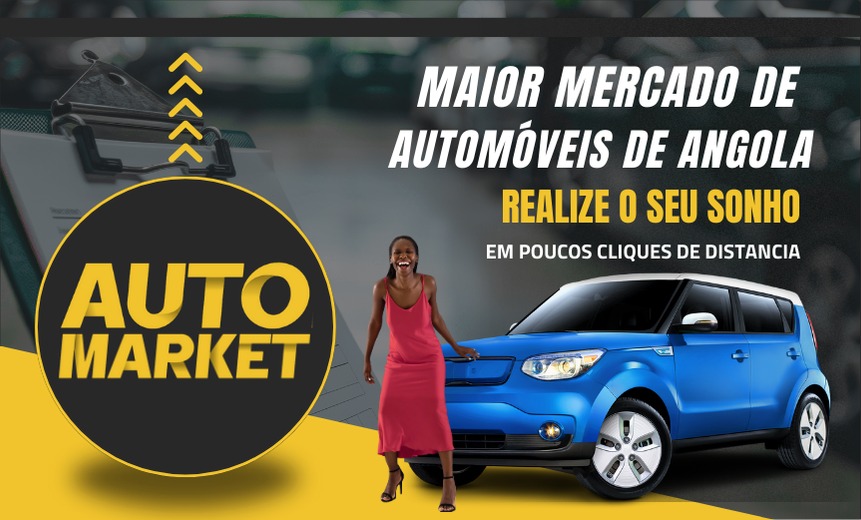 MAIOR MERCADO DE
AUTOMÓVEIS DE ANGOLA
REALIZE O SEU SONHO
EM POUCOS CLIQUES DE DISTANCIA
AUTO
MARKET